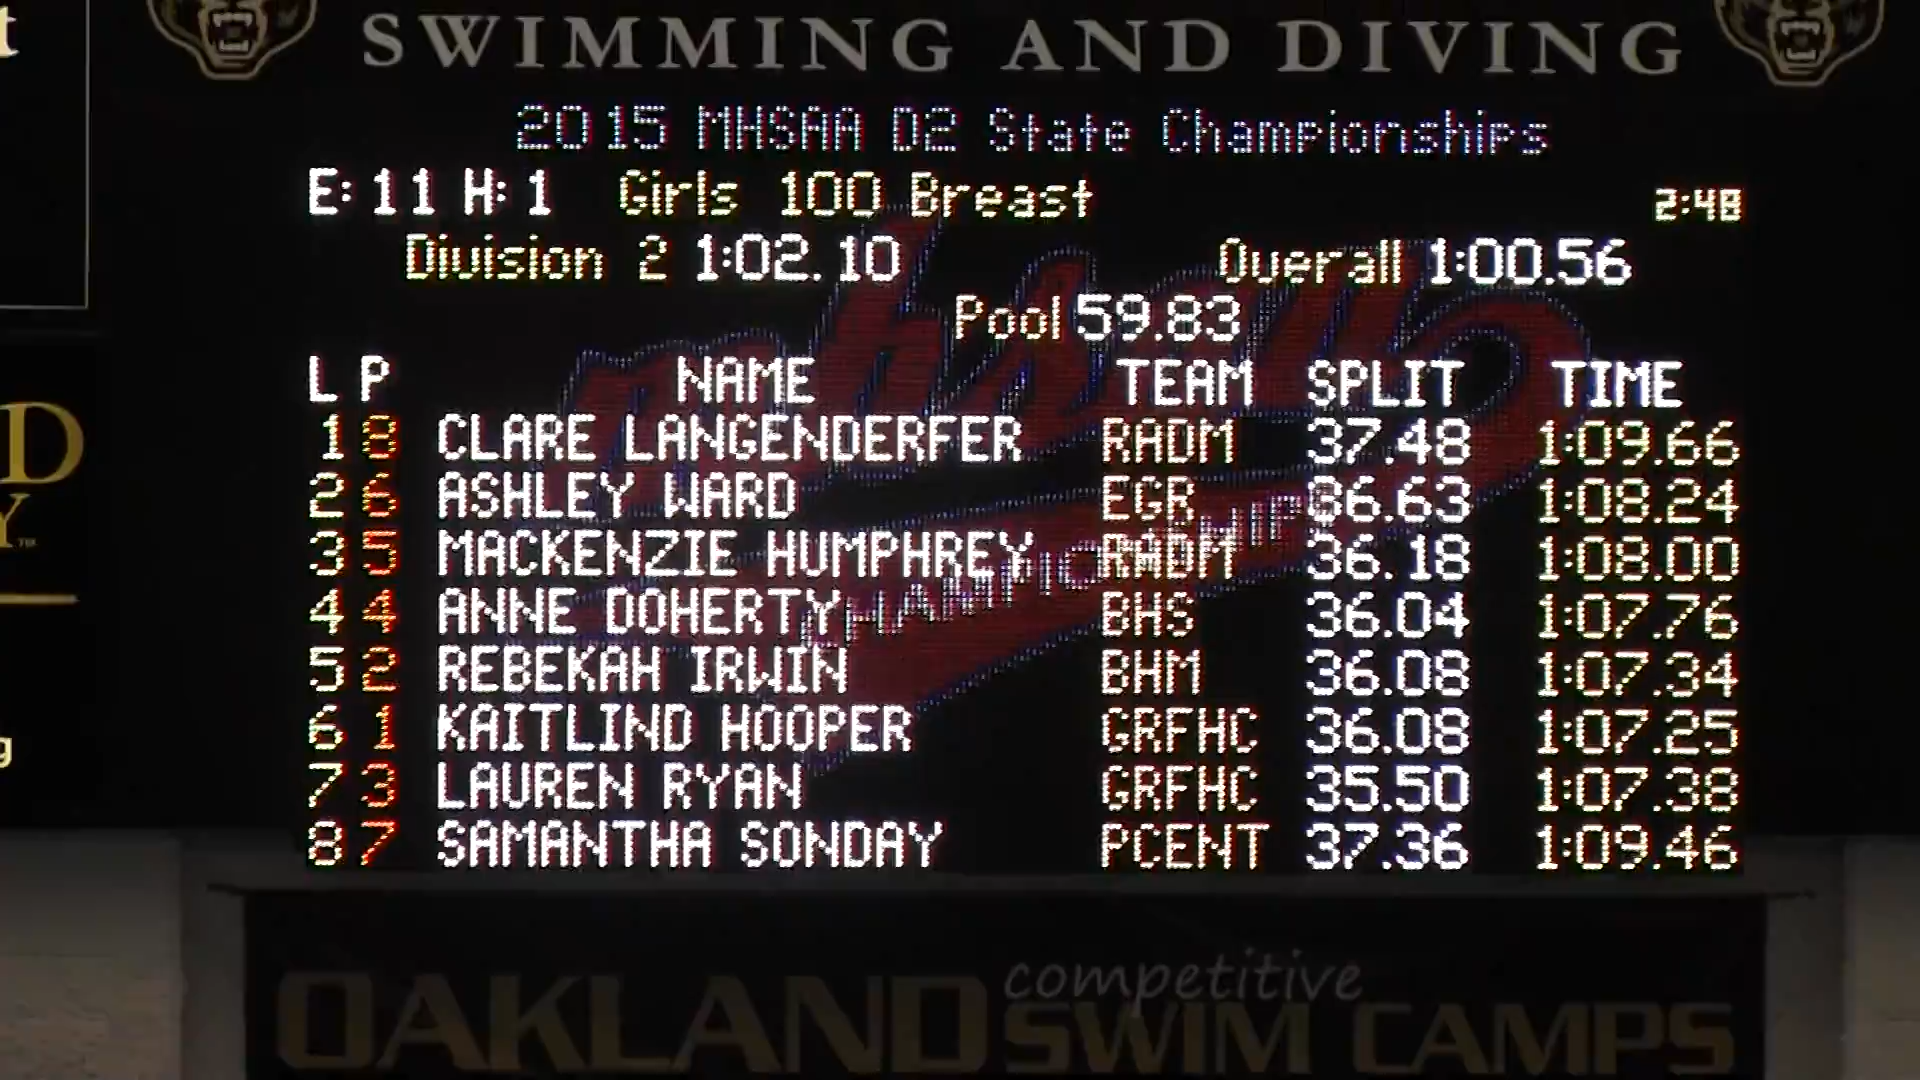 SWIMMING AND DIVING
2015 MHSAA D2 State Championships
E: 11 H: 1 Girls 100 Breast 2:48
Division 2 1:02.10 Overall 1:00.56
Pool 59.83
L P NAME TEAM SPLIT TIME
1 8 CLARE LANGENDERFER RADM 37.48 1:09.66
2 6 ASHLEY WARD EGR 36.63 1:08.24
3 5 MACKENZIE HUMPHREY RADM 36.18 1:08.00
4 4 ANNE DOHERTY BHS 36.04 1:07.76
5 2 REBEKAH IRWIN BHM 36.08 1:07.34
6 1 KAITLIND HOOPER GRFHC 36.08 1:07.25
7 3 LAUREN RYAN GRFHC 35.50 1:07.38
8 7 SAMANTHA SONDAY PCENT 37.36 1:09.46
mhsaa
CHAMPIONSHIPS
OAKLAND competitive
SWIM CAMPS